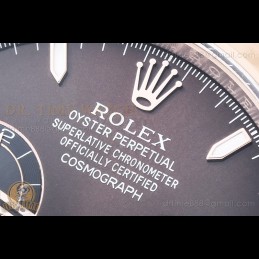 ROLEX
OYSTER PERPETUAL
SUPERLATIVE CHRONOMETER
OFFICIALLY CERTIFIED
COSMOGRAPH